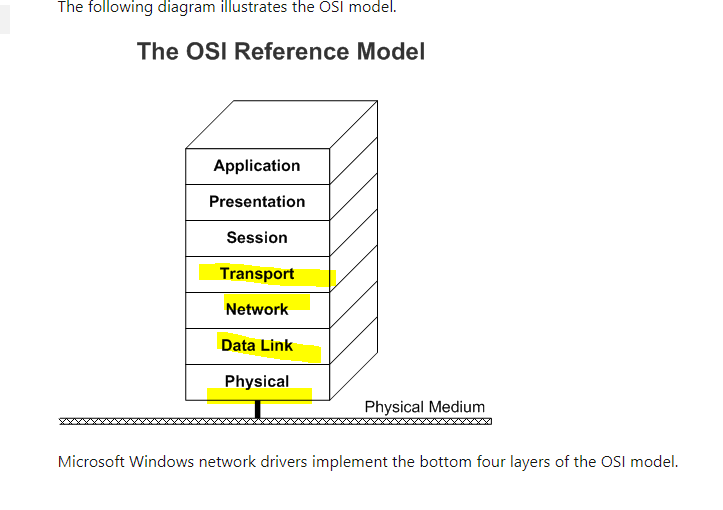 The following diagram illustrates the OSI model.
The OSI Reference Model
Application
Presentation
Session
Transport
Network
Data Link
Physical
Physical Medium
Microsoft Windows network drivers implement the bottom four layers of the OSI model.